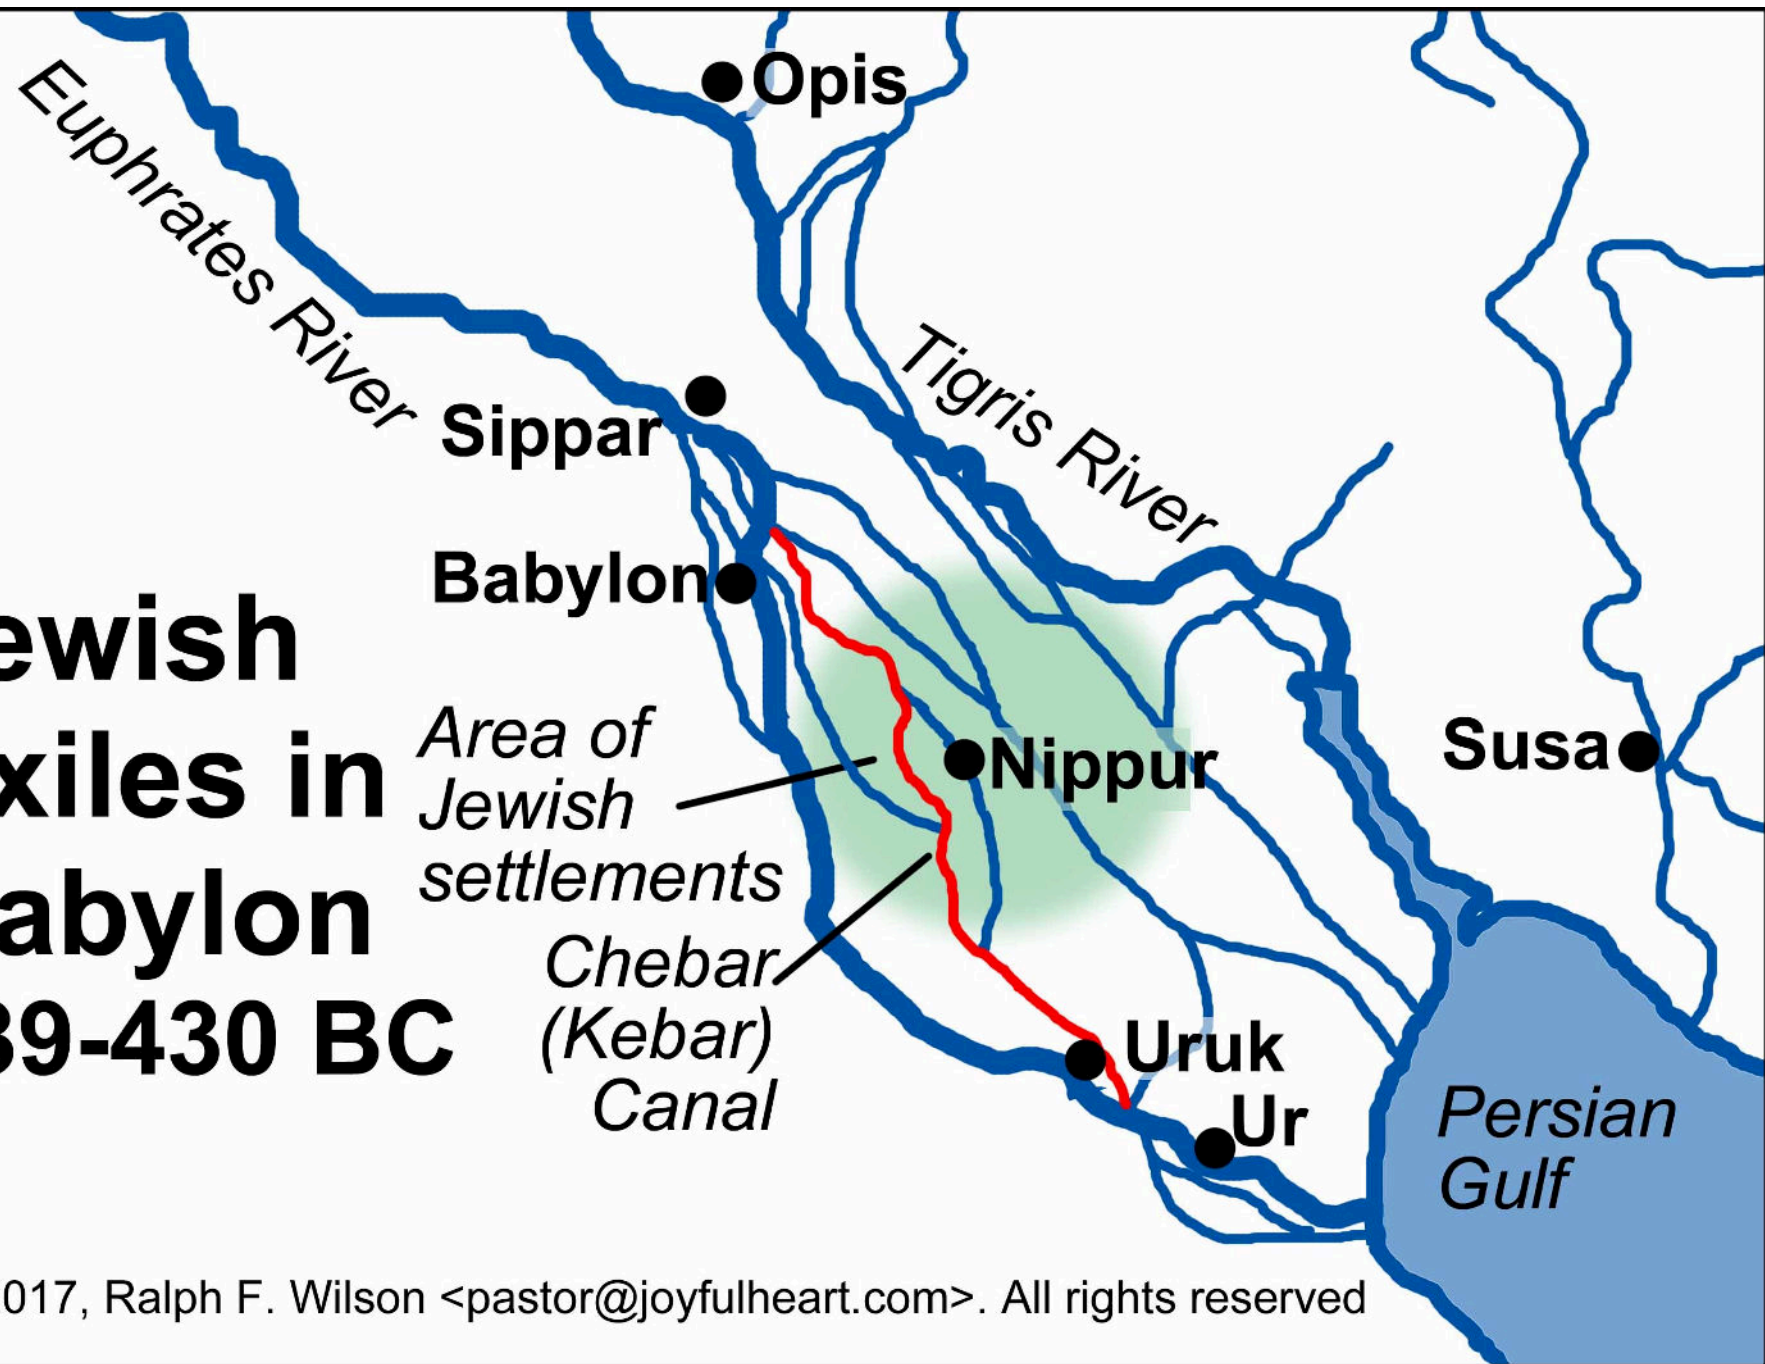 Opis
Euphrates River
Tigris River
Sippar
Babylon
ewish
xiles in
abylon
39-430 BC
Area of
Jewish
settlements
Nippur
Susa
Chebar
(Kebar)
Canal
Uruk
Ur
Persian
Gulf
017, Ralph F. Wilson <pastor@joyfulheart.com>. All rights reserved